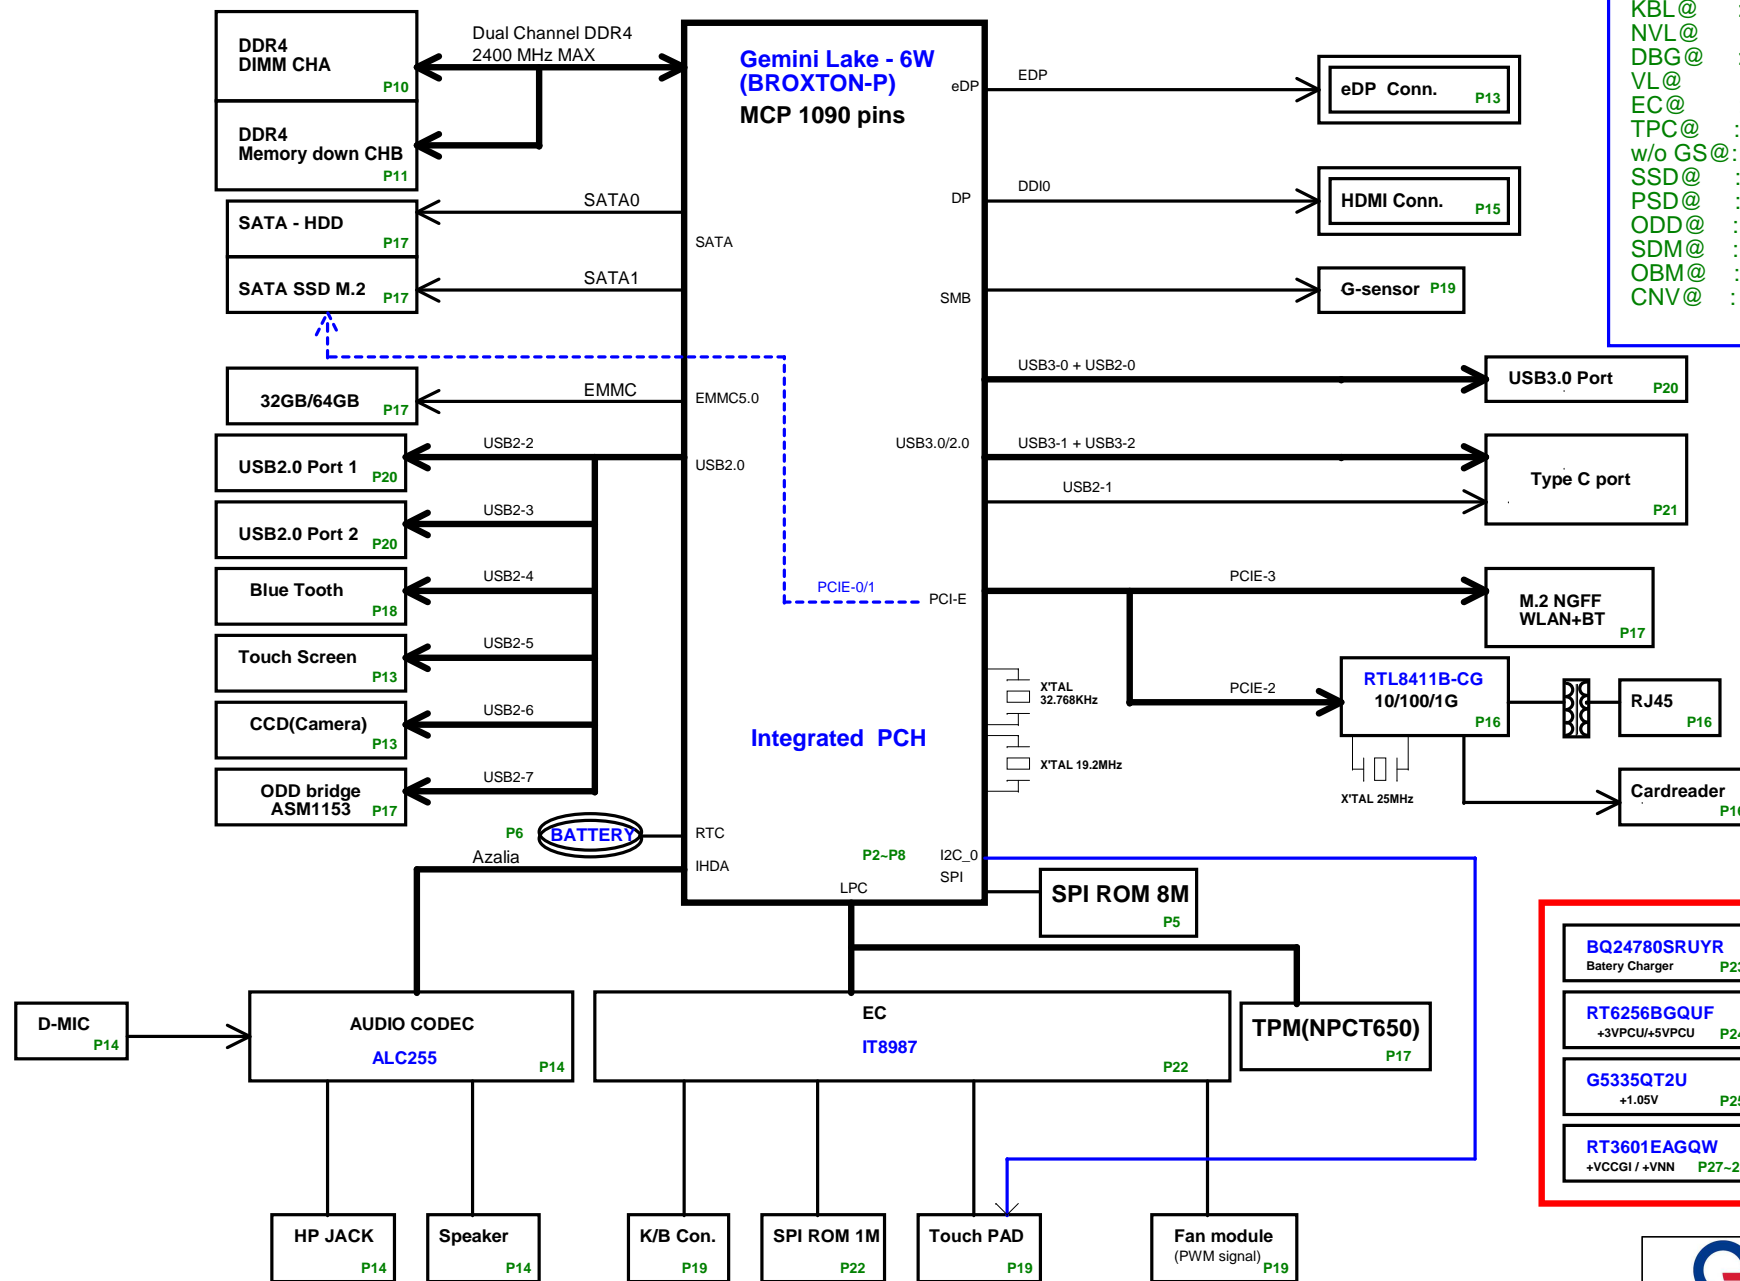 DDR4
DIMM CHA
P10
DDR4
Memory down CHB
P11
Dual Channel DDR4
2400 MHz MAX
SATA - HDD
P17
SATA0
SATA SSD M.2
P17
SATA1
32GB/64GB
P17
EMMC
USB2.0 Port 1
P20
USB2-2
USB2.0 Port 2
P20
USB2-3
Blue Tooth
P18
USB2-4
Touch Screen
P13
USB2-5
CCD(Camera)
P13
USB2-6
ODD bridge
ASM1153
P17
USB2-7
P6
BATTERY
Azalia
Gemini Lake - 6W
(BROXTON-P)
MCP 1090 pins
eDP
DP
SATA
SMB
EMMC5.0
USB3.0/2.0
USB2.0
PCIE-0/1
PCI-E
Integrated PCH
RTC
IHDA
P2~P8
I2C_0
SPI
LPC
EDP
eDP Conn.
P13
DDI0
HDMI Conn.
P15
G-sensor
P19
USB3-0 + USB2-0
USB3.0 Port
P20
USB3-1 + USB3-2
USB2-1
Type C port
P21
PCIE-3
M.2 NGFF
WLAN+BT
P17
PCIE-2
RTL8411B-CG
10/100/1G
P16
RJ45
P16
X'TAL
32.768KHz
X'TAL 19.2MHz
X'TAL 25MHz
Cardreader
SPI ROM 8M
P5
D-MIC
P14
AUDIO CODEC
ALC255
P14
EC
IT8987
P22
TPM(NPCT650)
P17
HP JACK
P14
Speaker
P14
K/B Con.
P19
SPI ROM 1M
P22
Touch PAD
P19
Fan module
(PWM signal)
P19
KBL@ :
NVL@
DBG@ :
VL@
EC@
TPC@ :
w/o GS@:
SSD@ :
PSD@ :
ODD@ :
SDM@ :
OBM@ :
CNV@ :
BQ24780SRUYR
Batery Charger
RT6256BGQUF
+3VPCU/+5VPCU
G5335QT2U
+1.05V
RT3601EAGQW
+VCCGI / +VNN